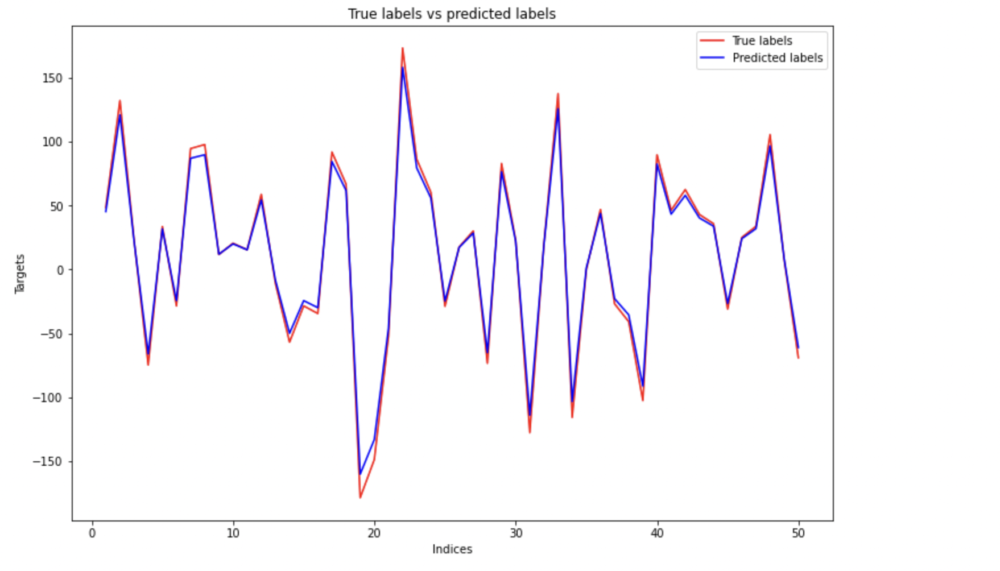 True labels vs predicted labels
True labels
Predicted labels
150
100
50
0
−50
−100
−150
Targets
0 10 20 30 40 50
Indices